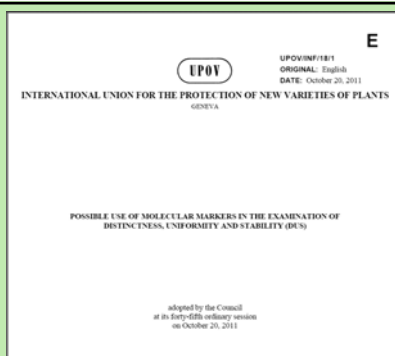 E
UPOV/INF/18/1
ORIGINAL: English
DATE: October 20, 2011
UPOV
INTERNATIONAL UNION FOR THE PROTECTION OF NEW VARIETIES OF PLANTS
GENEVA
POSSIBLE USE OF MOLECULAR MARKERS IN THE EXAMINATION OF
DISTINCTNESS, UNIFORMITY AND STABILITY (DUS)
adopted by the Council
at its forty-fifth ordinary session
on October 20, 2011